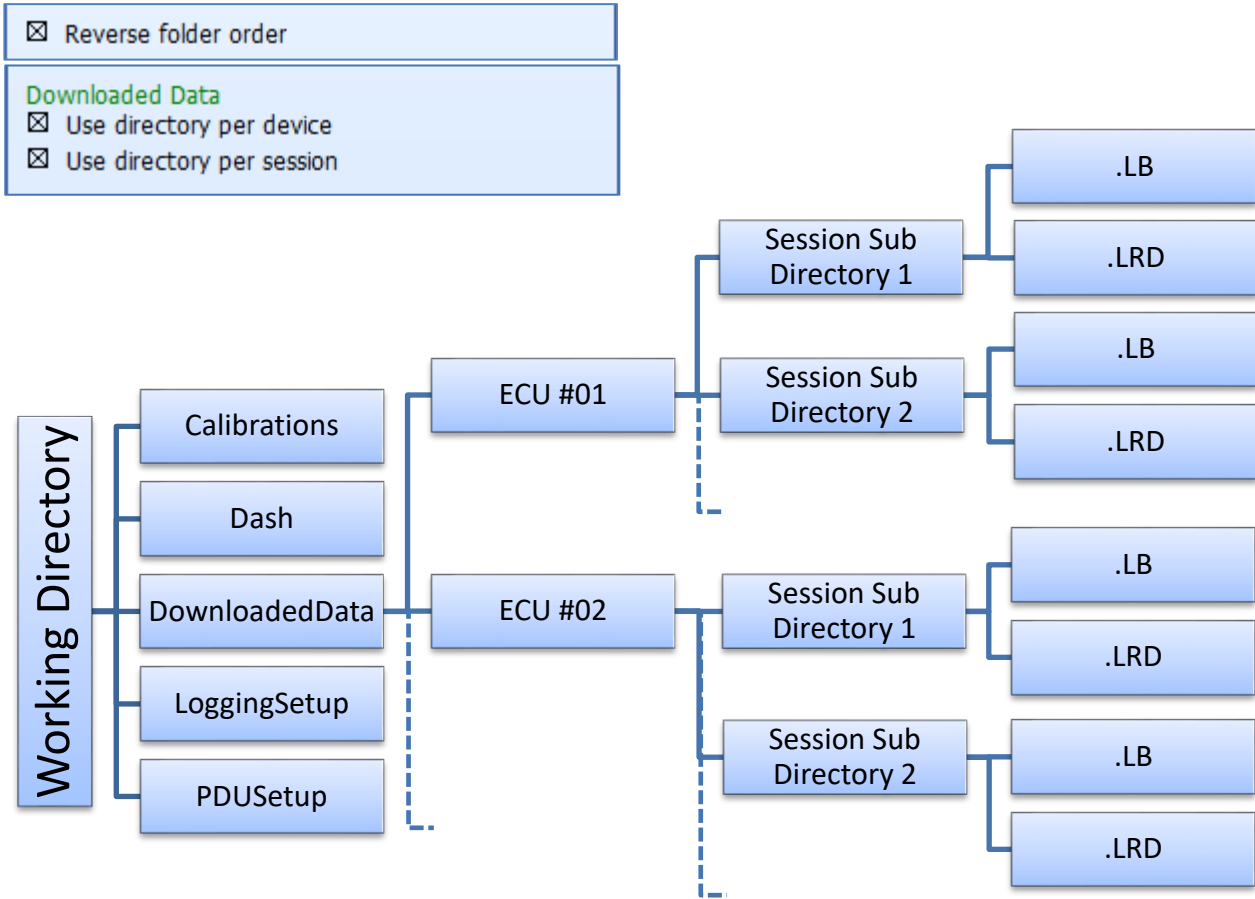 Reverse folder order
Downloaded Data
Use directory per device
Use directory per session
Working Directory
Calibrations
Dash
DownloadedData
LoggingSetup
PDUSetup
ECU #01
Session Sub
Directory 1
.LB
.LRD
Session Sub
Directory 2
.LB
.LRD
ECU #02
Session Sub
Directory 1
.LB
.LRD
Session Sub
Directory 2
.LB
.LRD